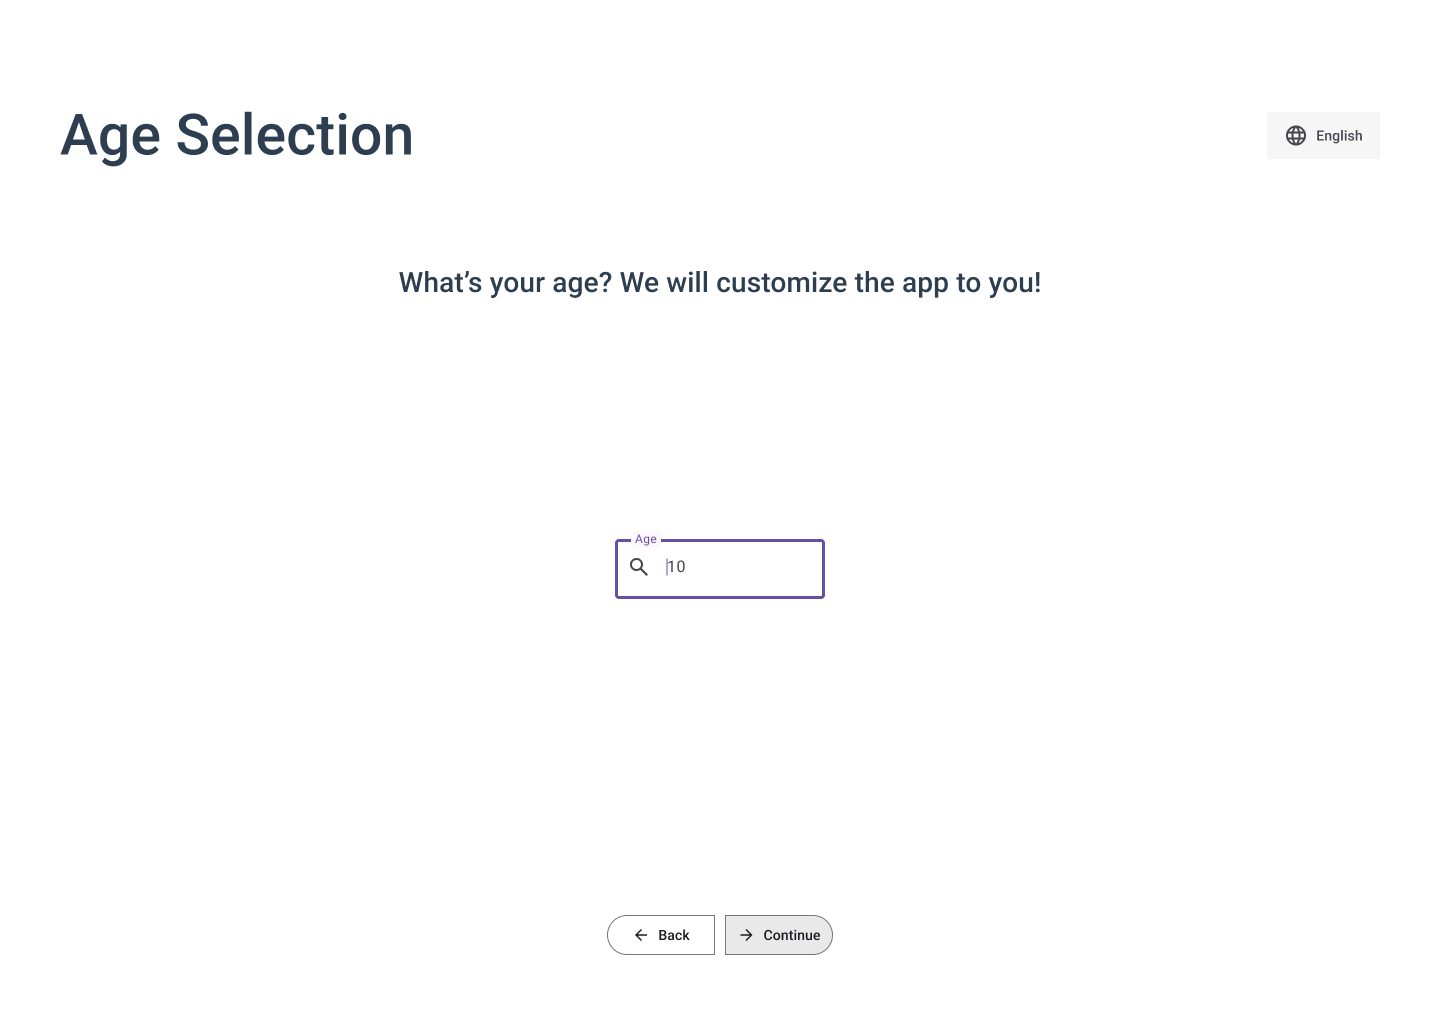 Age Selection
English
What’s your age? We will customize the app to you!
Age
10
Back
Continue